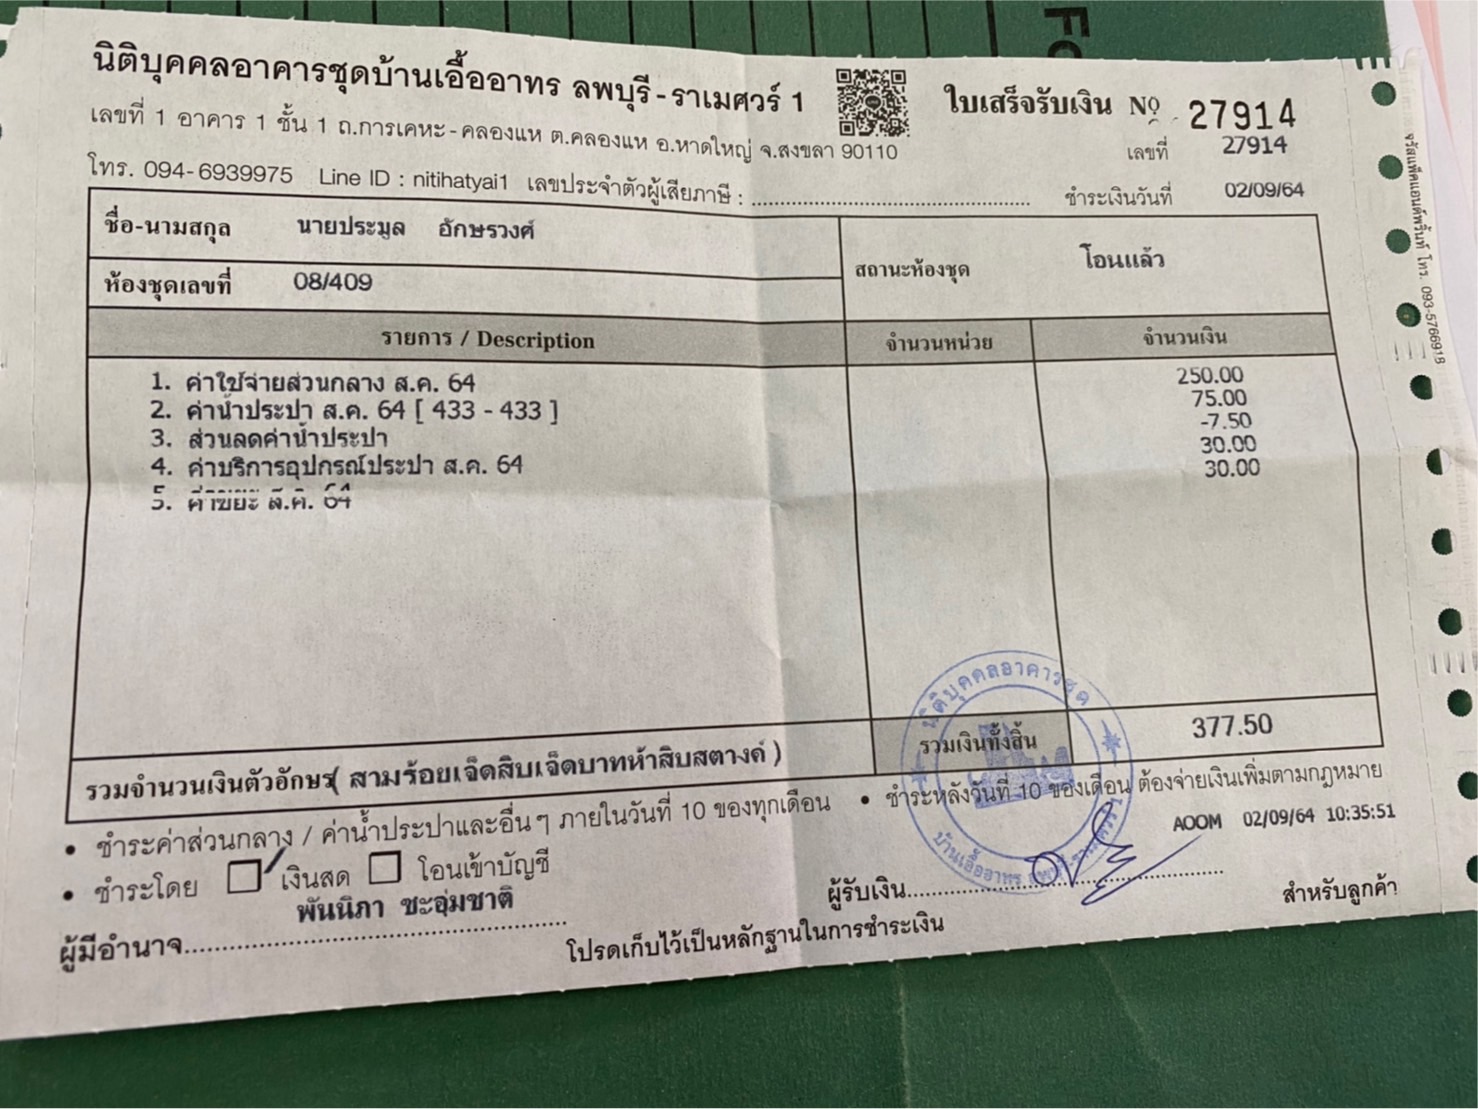 นิติบุคคลอาคารชุดบ้านเอื้ออาทร ลพบุรี-ราเมศวร์ 1
ใบเสร็จรับเงิน Nº 27914
เลขที่ 1 อาคาร 1 ชั้น 1 ถ.การเคหะ-คลองแห ต.คลองแห อ.หาดใหญ่ จ.สงขลา 90110
เลขที่ 27914
โทร. 094-6939975 Line ID : nitihatyai1 เลขประจำตัวผู้เสียภาษี : ........................................
ชำระเงินวันที่ 02/09/64
ชื่อ-นามสกุล นายประมูล อักษรวงศ์
สถานะห้องชุด โอนแล้ว
ห้องชุดเลขที่ 08/409
รายการ / Description จำนวนหน่วย จำนวนเงิน
1. ค่าใช้จ่ายส่วนกลาง ส.ค. 64 250.00
2. ค่าน้ำประปา ส.ค. 64 [ 433 - 433 ] 75.00
3. ส่วนลดค่าน้ำประปา -7.50
4. ค่าบริการอุปกรณ์ประปา ส.ค. 64 30.00
5. ค่าขยะ ส.ค. 64 30.00
รวมเงินทั้งสิ้น 377.50
รวมจำนวนเงินตัวอักษร( สามร้อยเจ็ดสิบเจ็ดบาทห้าสิบสตางค์ )
• ชำระค่าส่วนกลาง / ค่าน้ำประปาและอื่นๆ ภายในวันที่ 10 ของทุกเดือน • ชำระหลังวันที่ 10 ของเดือน ต้องจ่ายเงินเพิ่มตามกฎหมาย
AOOM 02/09/64 10:35:51
• ชำระโดย เงินสด โอนเข้าบัญชี
พันนิภา ชะอุ่มชาติ
ผู้มีอำนาจ........................................
ผู้รับเงิน........................................
สำหรับลูกค้า
โปรดเก็บไว้เป็นหลักฐานในการชำระเงิน
นิติบุคคลอาคารชุด
บ้านเอื้ออาทร
โทร. 093-5766918